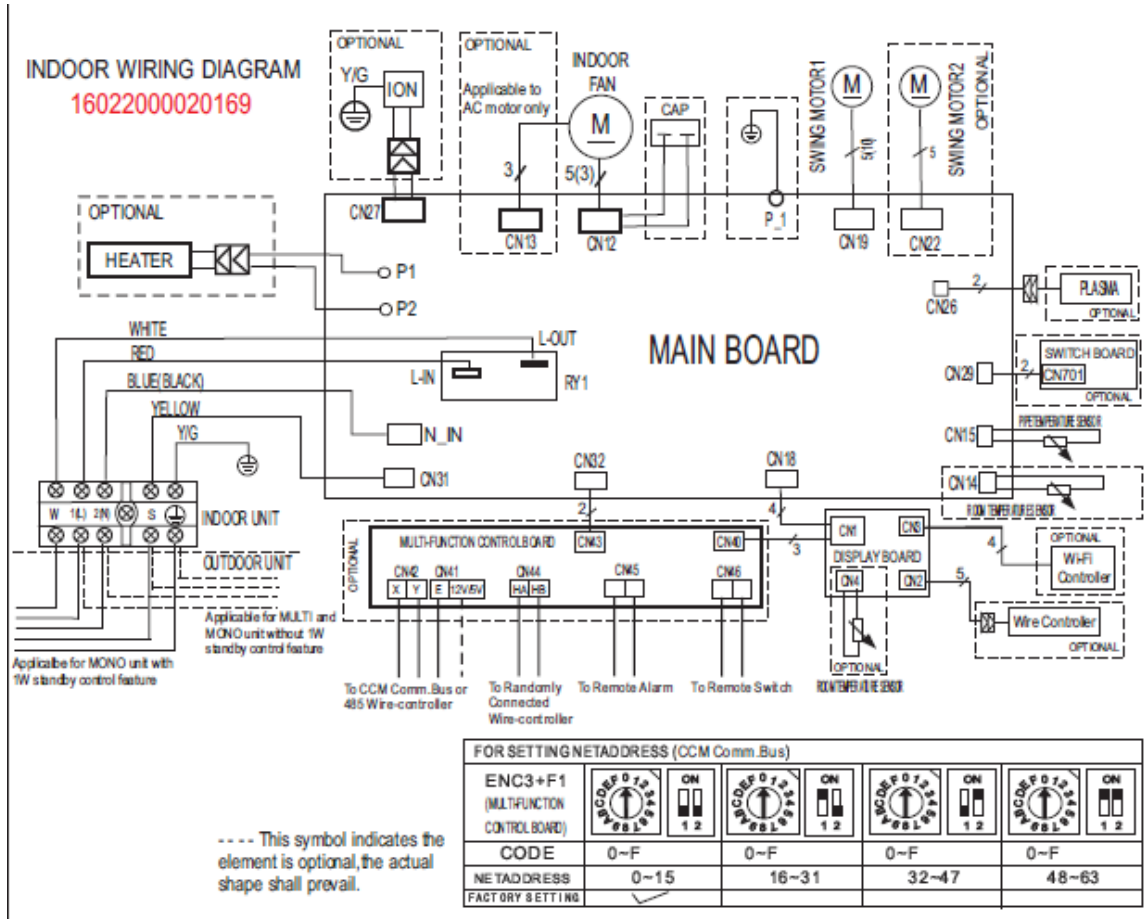 INDOOR WIRING DIAGRAM
16022000020169
OPTIONAL
Y/G
ION
CN27
OPTIONAL
Applicable to
AC motor only
3
CN13
INDOOR
FAN
M
5(3)
CN12
CAP
P_1
SWING MOTOR1
M
5(10)
CN19
SWING MOTOR2
M
5
CN22
OPTIONAL
OPTIONAL
HEATER
P1
P2
CN26
2
PLASMA
OPTIONAL
MAIN BOARD
WHITE
RED
BLUE(BLACK)
YELLOW
Y/G
L-OUT
L-IN
RY1
N_IN
CN31
CN29
2
SWITCH BOARD
CN701
OPTIONAL
CN15
PIPETEMPERATURE SENSOR
CN14
ROOM TEMPERATURE SENSOR
CN32
2
CN18
4
W 1(L) 2(N) S
INDOOR UNIT
OUTDOOR UNIT
Applicable for MULTI and
MONO unit without 1W
standby control feature
Applicalbe for MONO unit with
1W standby control feature
OPTIONAL
MULTI-FUNCTION CONTROL BOARD
CN43
CN40
3
CN42 CN41 CN44 CN45 CN46
X Y E 12V/5V HA HB
To CCM Comm.Bus or
485 Wire-controller
To Randomly
Connected
Wire-controller
To Remote Alarm
To Remote Switch
CN1
CN3
DISPLAY BOARD
CN4
CN2
4
OPTIONAL
Wi-Fi
Controller
5
Wire Controller
OPTIONAL
OPTIONAL
ROOM TEMPERATURE SENSOR
FOR SETTING NETADDRESS (CCM Comm.Bus)
ENC3+F1
(MULTI-FUNCTION
CONTROL BOARD)
ON ON ON ON
1 2 1 2 1 2 1 2
CODE 0~F 0~F 0~F 0~F
NETADDRESS 0~15 16~31 32~47 48~63
FACTORY SETTING
---- This symbol indicates the
element is optional,the actual
shape shall prevail.